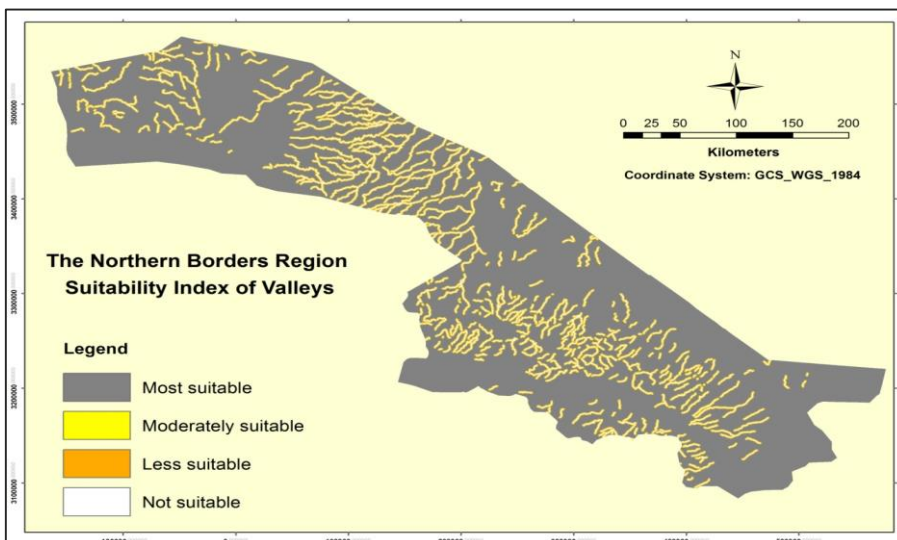 N
0 25 50 100 150 200
Kilometers
Coordinate System: GCS_WGS_1984
The Northern Borders Region
Suitability Index of Valleys
Legend
Most suitable
Moderately suitable
Less suitable
Not suitable
3500000
3400000
3300000
3200000
3100000